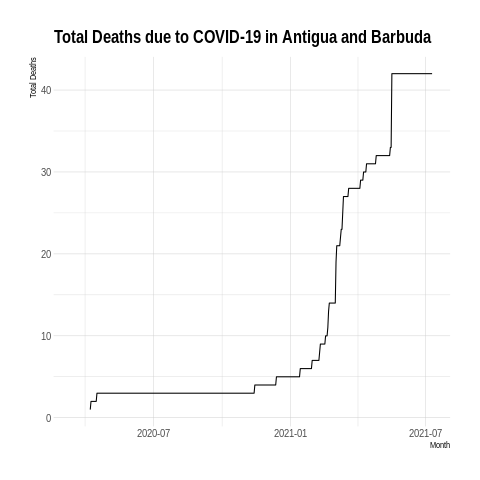 Total Deaths due to COVID-19 in Antigua and Barbuda
Total Deaths
40
30
20
10
0
2020-07
2021-01
2021-07
Month